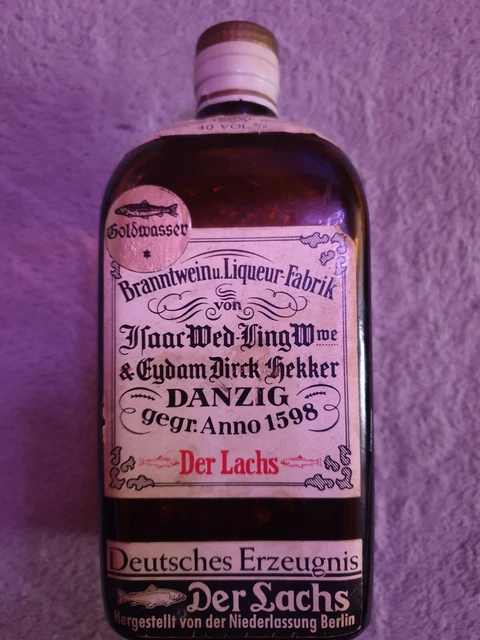 40 VOL.%
Goldwasser
*
Branntwein u. Liqueur-Fabrik
von
Isaac Wed-Ling Wwe
& Eydam Dirck Hekker
DANZIG
gegr. Anno 1598
Der Lachs
Deutsches Erzeugnis
Der Lachs
Hergestellt von der Niederlassung Berlin